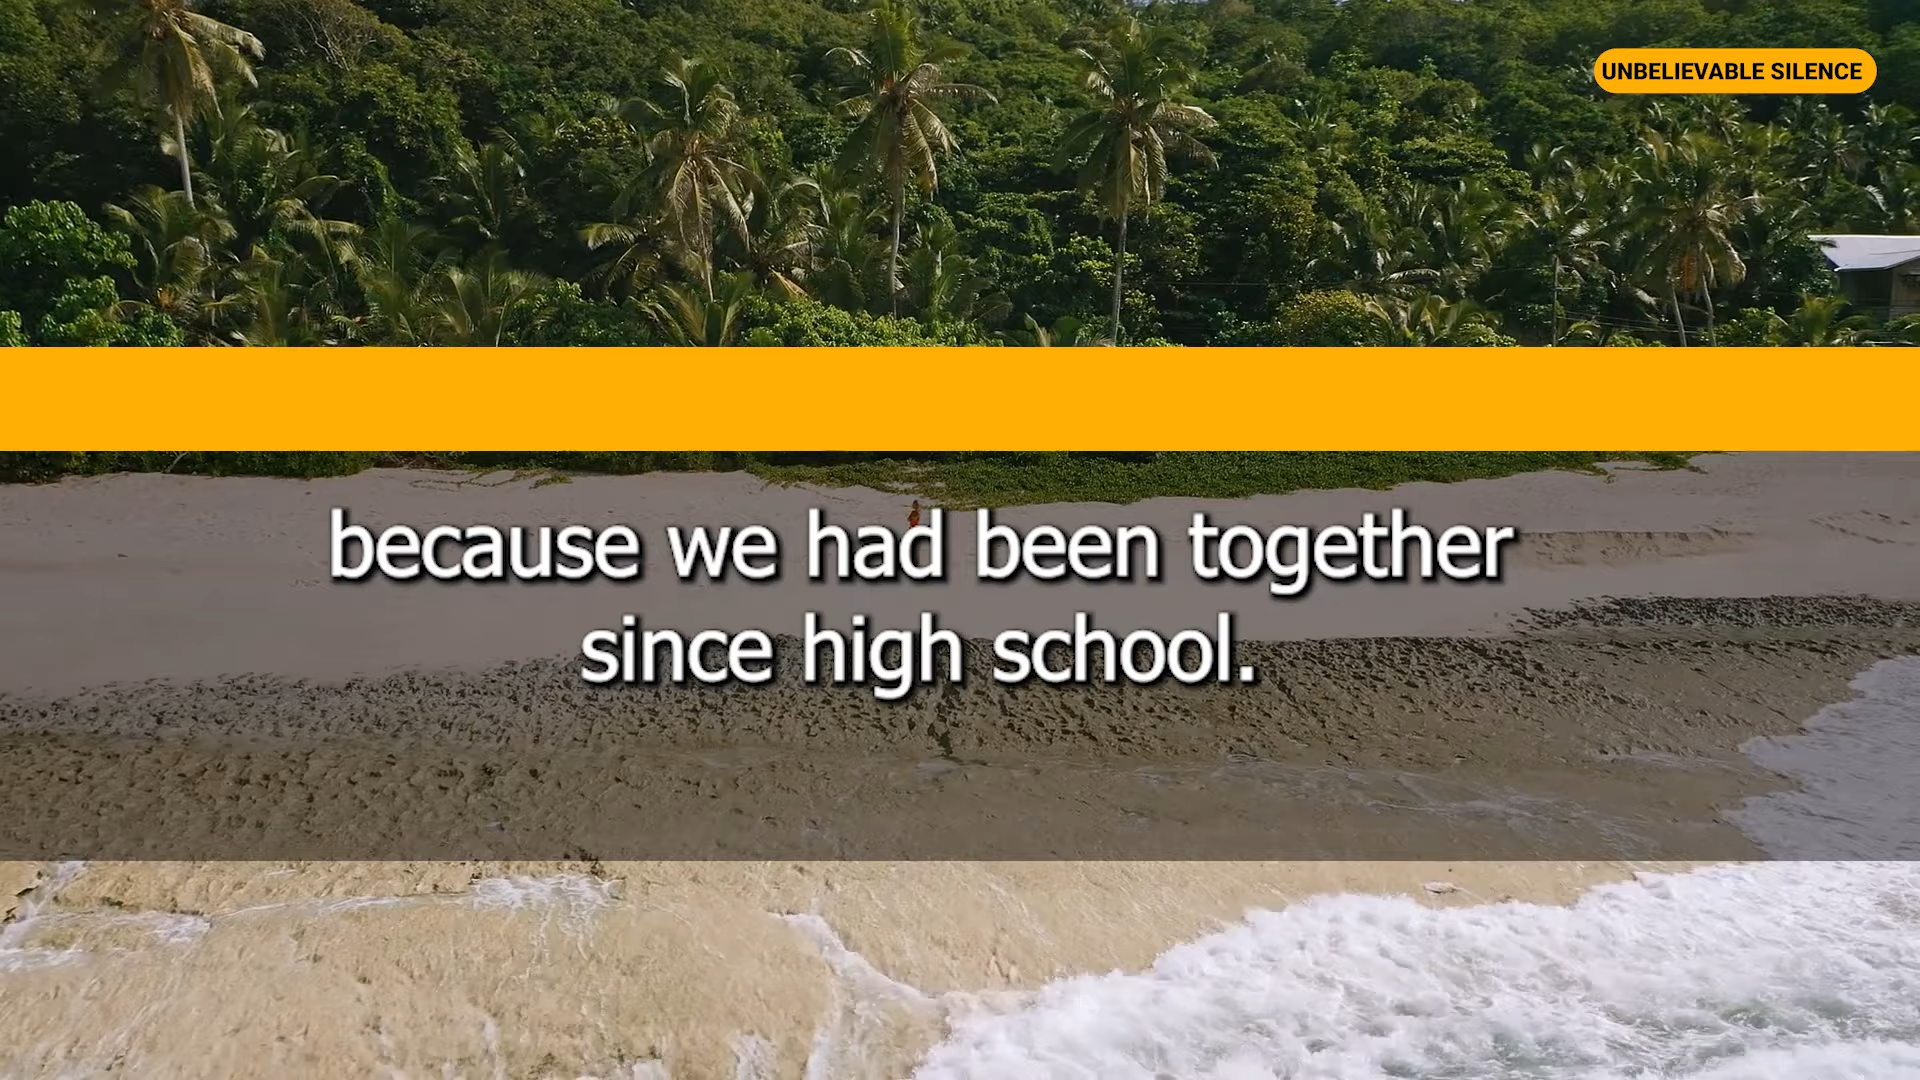 UNBELIEVABLE SILENCE
because we had been together
since high school.